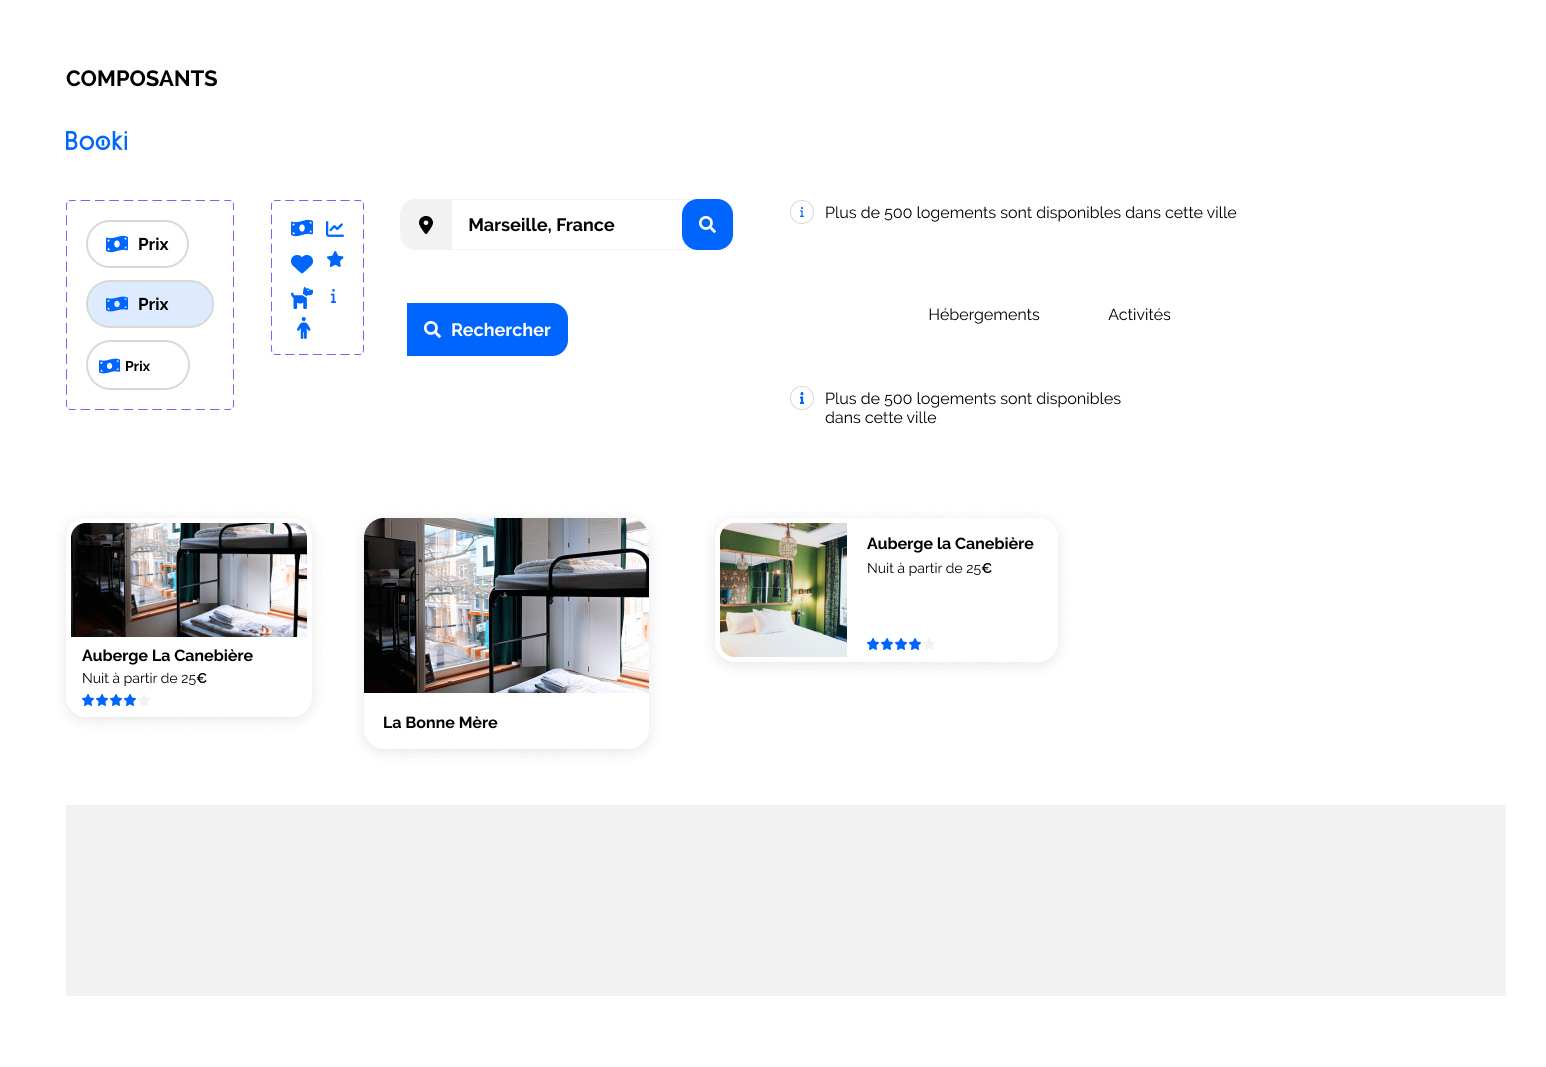 COMPOSANTS
Booki
Prix
Prix
Prix
Marseille, France
Rechercher
Plus de 500 logements sont disponibles dans cette ville
Hébergements
Activités
Plus de 500 logements sont disponibles
dans cette ville
Auberge La Canebière
Nuit à partir de 25€
La Bonne Mère
Auberge la Canebière
Nuit à partir de 25€